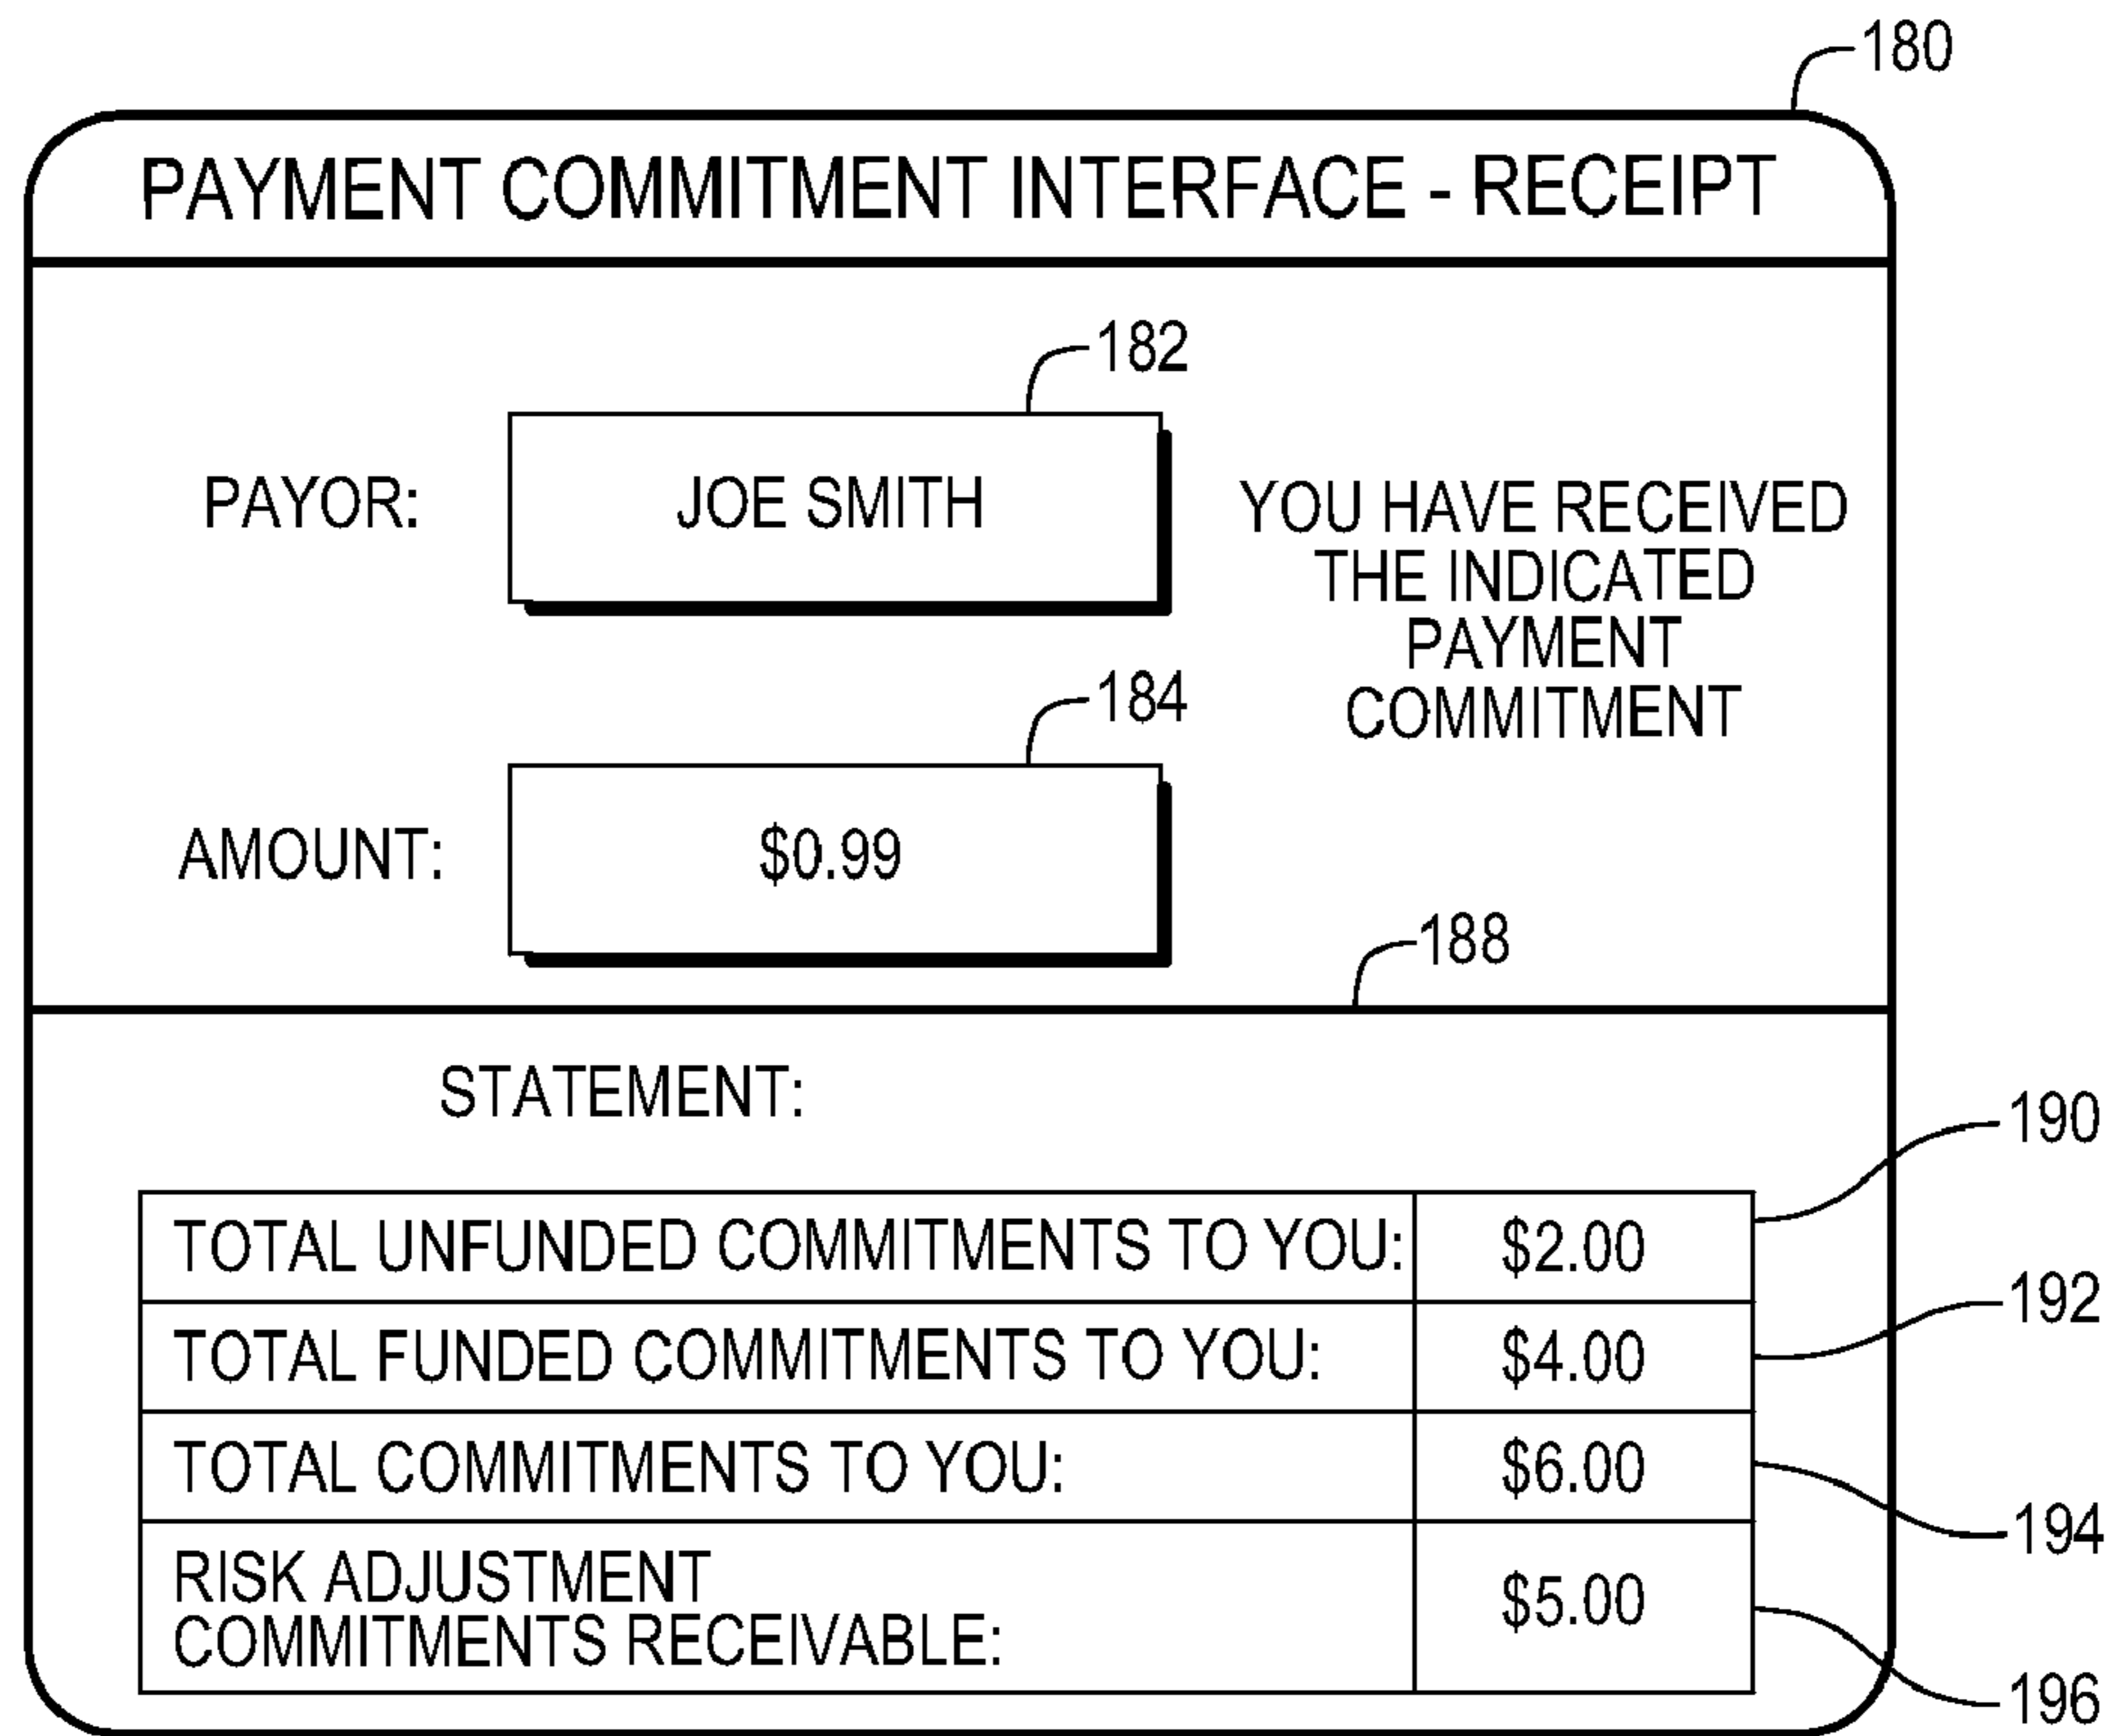 180
PAYMENT COMMITMENT INTERFACE - RECEIPT
182
PAYOR:
JOE SMITH
YOU HAVE RECEIVED
THE INDICATED
PAYMENT
COMMITMENT
184
AMOUNT:
$0.99
188
STATEMENT:
190
TOTAL UNFUNDED COMMITMENTS TO YOU: $2.00
192
TOTAL FUNDED COMMITMENTS TO YOU: $4.00
TOTAL COMMITMENTS TO YOU: $6.00
194
RISK ADJUSTMENT
COMMITMENTS RECEIVABLE: $5.00
196